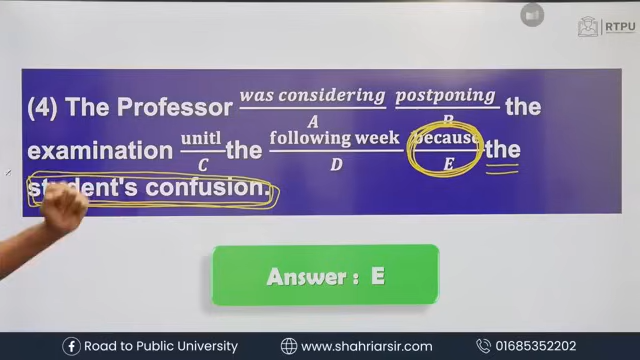 RTPU
(4) The Professor was considering postponing the
A B
examination unitl the following week because the
C D E
student's confusion.
Answer : E
Road to Public University www.shahriarsir.com 01685352202